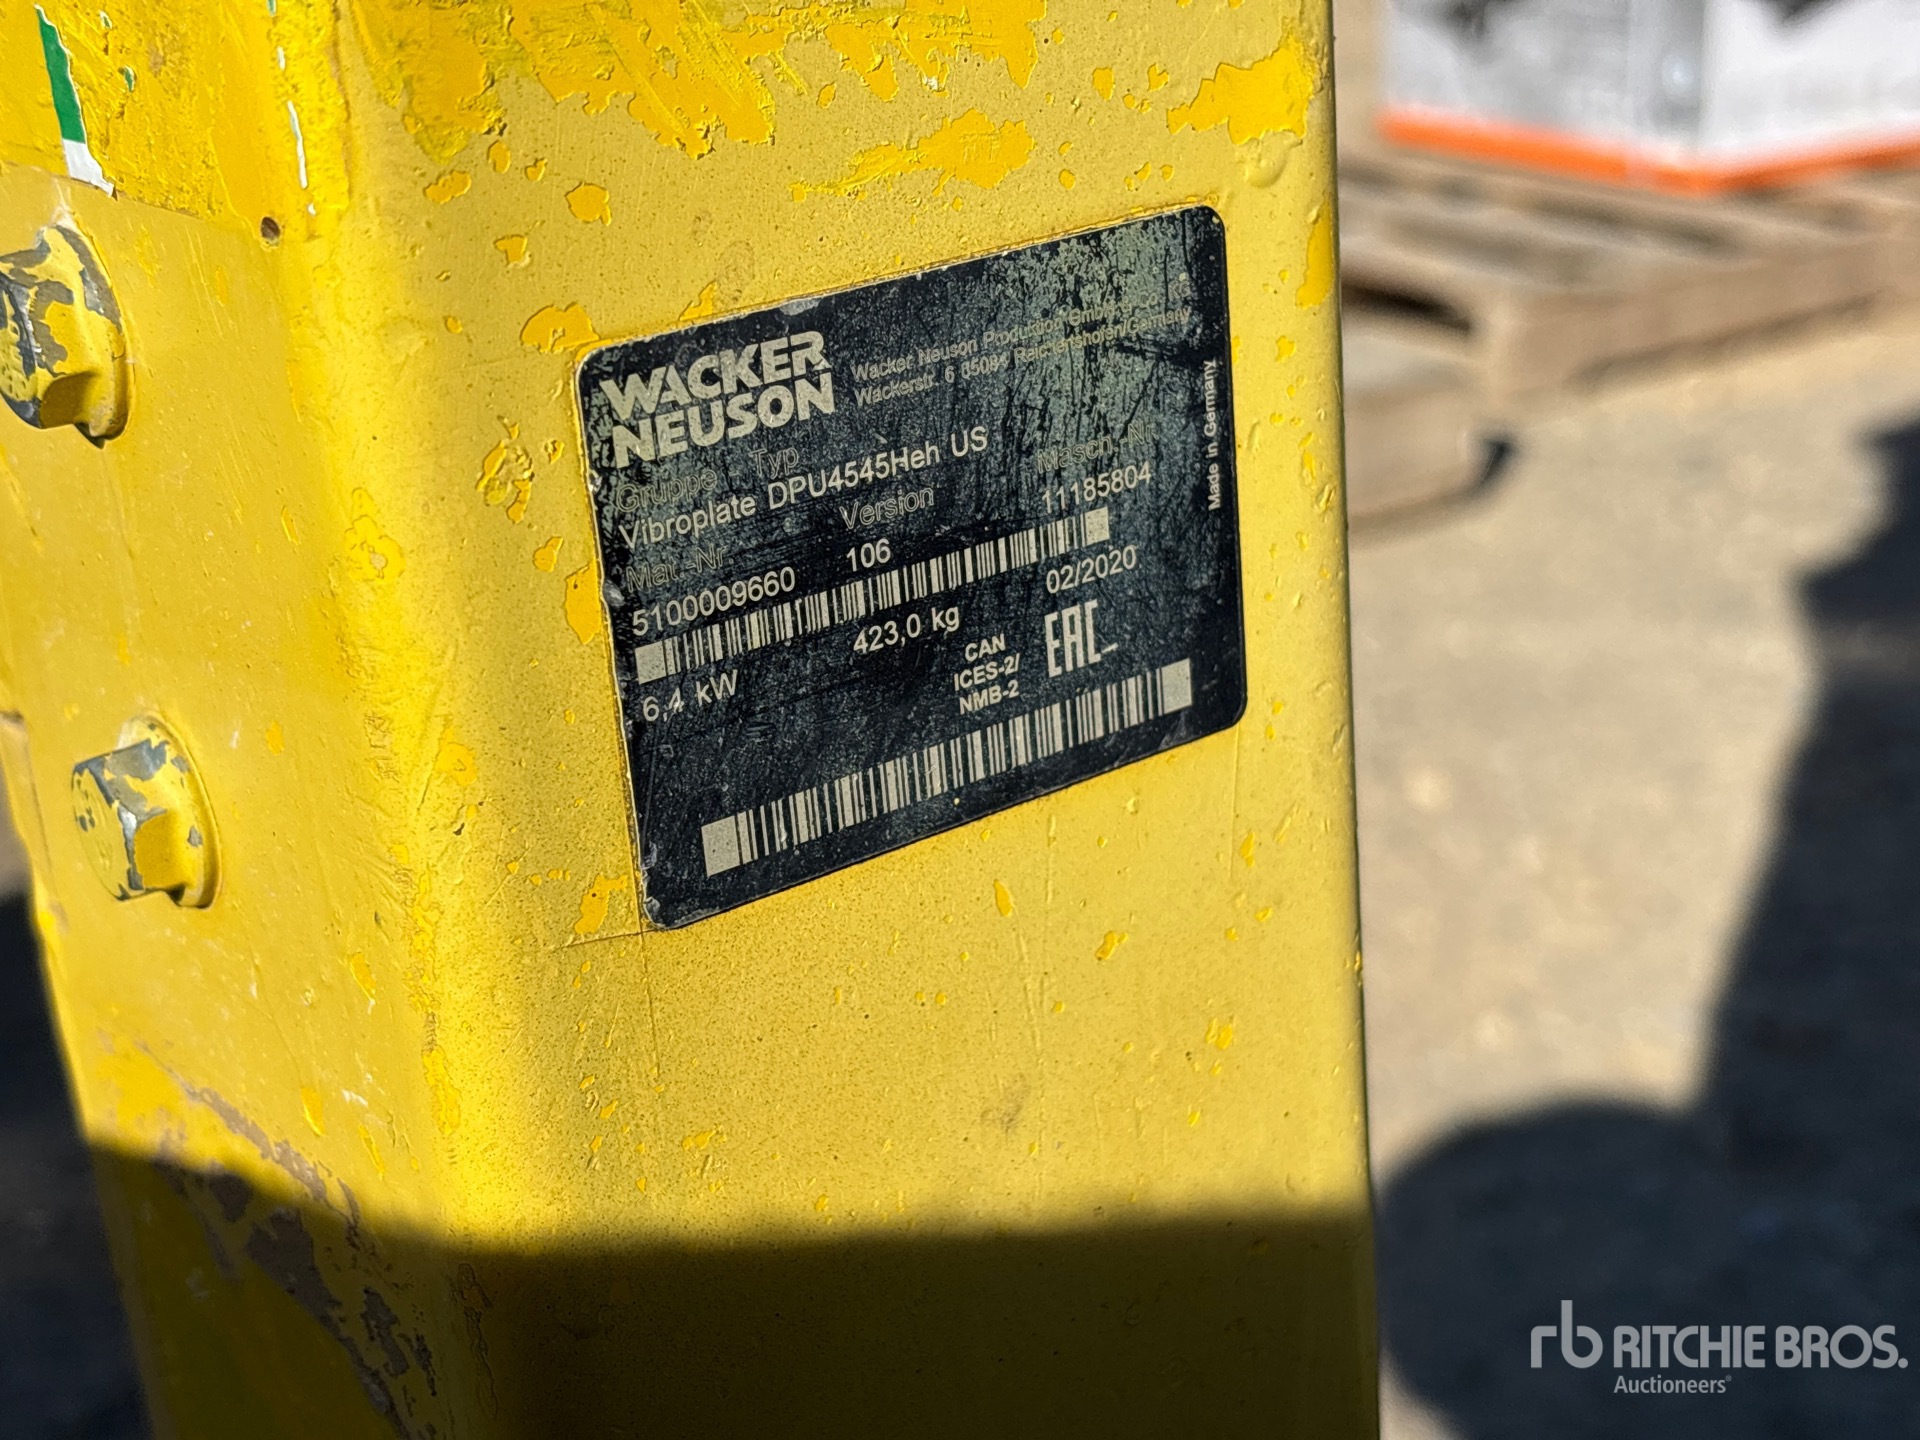 WACKER
NEUSON
Wacker Neuson Produktion GmbH & Co. KG
Wackerstr. 6 85084 Reichertshofen/Germany
Gruppe Typ
Vibroplate DPU4545Heh US
Masch.-Nr.
Mat.-Nr. Version
11185804
5100009660 106
6,4 kW 423,0 kg 02/2020
CAN
ICES-2/
NMB-2
EAC
Made in Germany
rb RITCHIE BROS.
Auctioneers